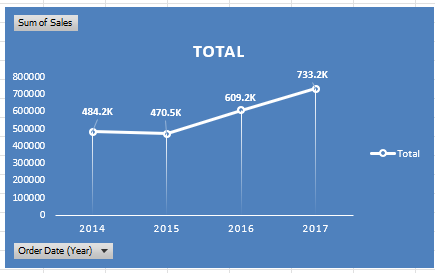 Sum of Sales
TOTAL
800000
700000
600000
500000
400000
300000
200000
100000
0
484.2K
470.5K
609.2K
733.2K
2014 2015 2016 2017
Total
Order Date (Year)